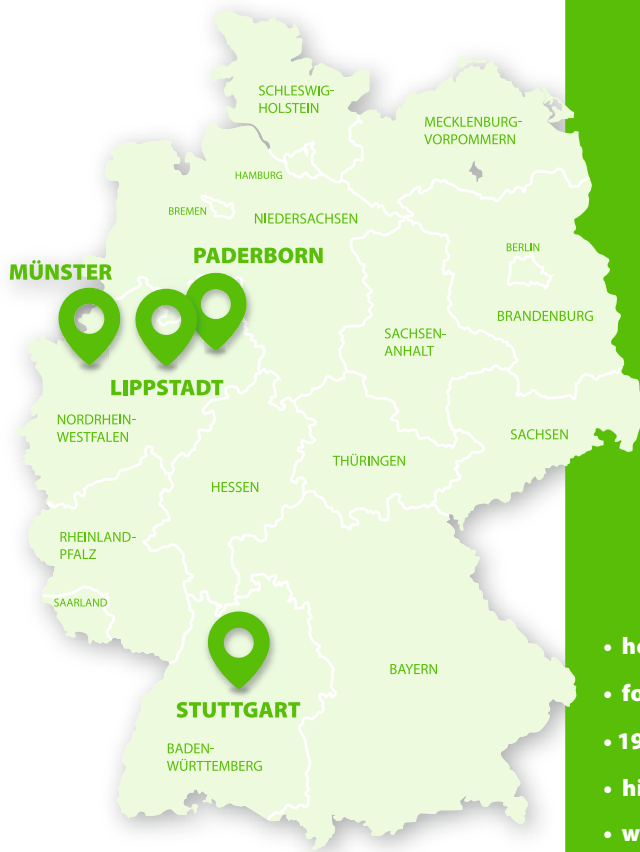 SCHLESWIG-
HOLSTEIN
MECKLENBURG-
VORPOMMERN
HAMBURG
BREMEN
NIEDERSACHSEN
BERLIN
PADERBORN
MÜNSTER
BRANDENBURG
SACHSEN-
ANHALT
LIPPSTADT
NORDRHEIN-
WESTFALEN
SACHSEN
THÜRINGEN
HESSEN
RHEINLAND-
PFALZ
SAARLAND
BAYERN
STUTTGART
BADEN-
WÜRTTEMBERG
• 19